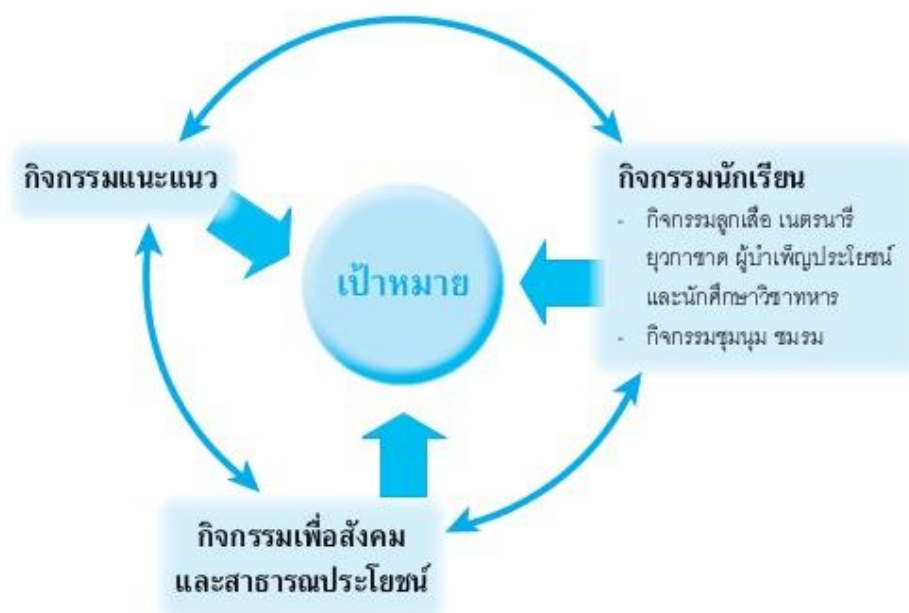 กิจกรรมแนะแนว
กิจกรรมนักเรียน
- กิจกรรมลูกเสือ เนตรนารี
ยุวกาชาด ผู้บำเพ็ญประโยชน์
และนักศึกษาวิชาทหาร
- กิจกรรมชุมนุม ชมรม
เป้าหมาย
กิจกรรมเพื่อสังคม
และสาธารณประโยชน์